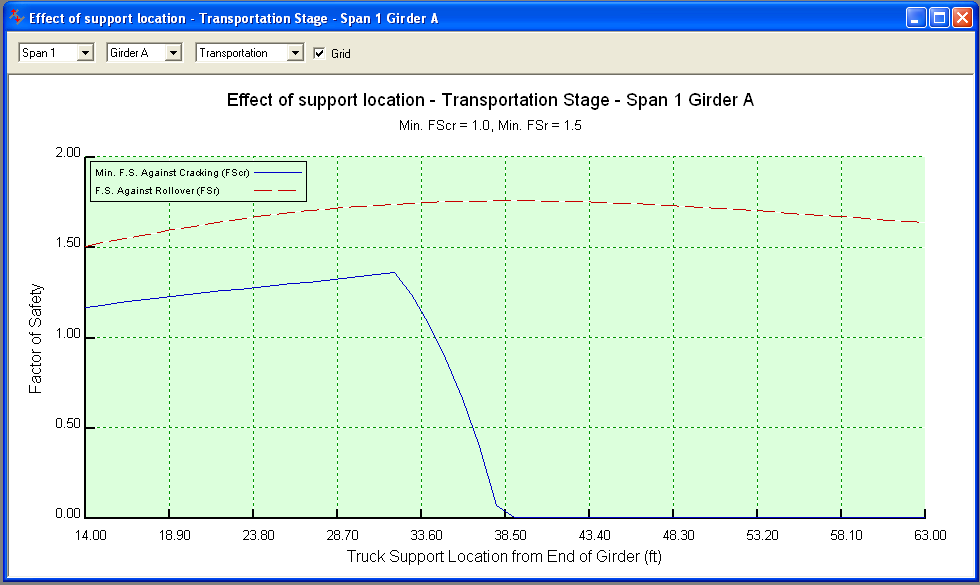 Effect of support location - Transportation Stage - Span 1 Girder A
Span 1 Girder A Transportation Grid
Effect of support location - Transportation Stage - Span 1 Girder A
Min. FScr = 1.0, Min. FSr = 1.5
2.00
Min. F.S. Against Cracking (FScr)
F.S. Against Rollover (FSr)
1.50
1.00
0.50
0.00
Factor of Safety
14.00 18.90 23.80 28.70 33.60 38.50 43.40 48.30 53.20 58.10 63.00
Truck Support Location from End of Girder (ft)